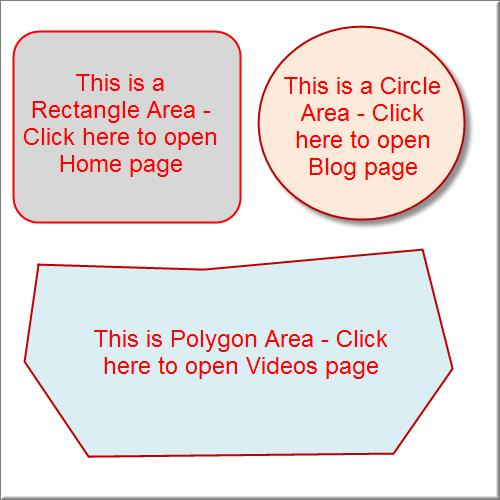 This is a
Rectangle Area -
Click here to open
Home page
This is a Circle
Area - Click
here to open
Blog page
This is Polygon Area - Click
here to open Videos page